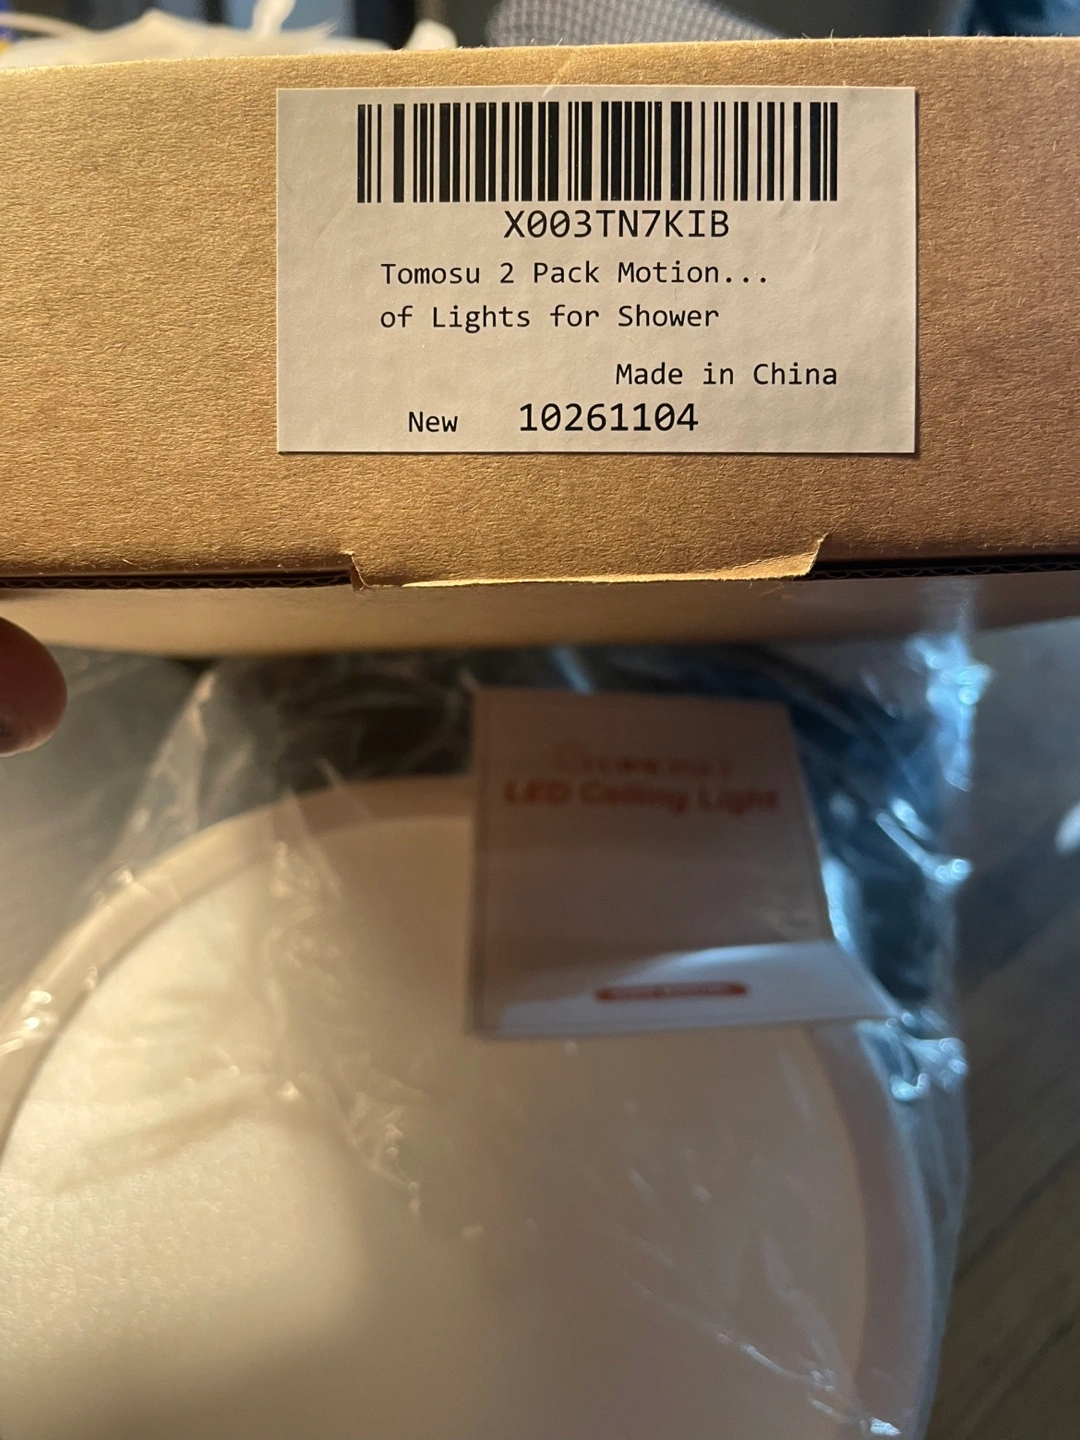 X003TN7KIB
Tomosu 2 Pack Motion...
of Lights for Shower
Made in China
New 10261104
LED Ceiling Light